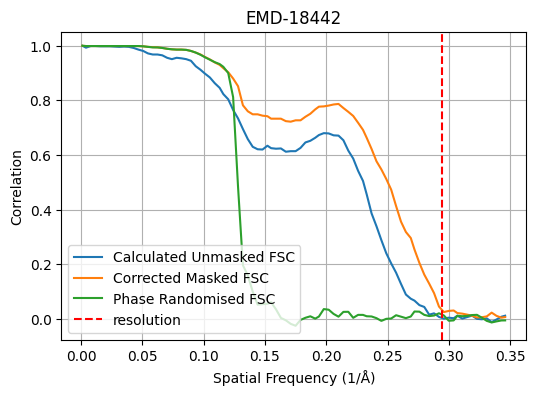 EMD-18442
1.0
0.8
0.6
0.4
0.2
0.0
Correlation
Calculated Unmasked FSC
Corrected Masked FSC
Phase Randomised FSC
resolution
0.00 0.05 0.10 0.15 0.20 0.25 0.30 0.35
Spatial Frequency (1/Å)